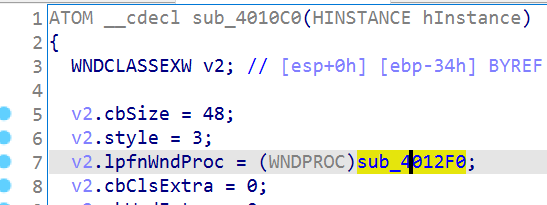 1 ATOM __cdecl sub_4010C0(HINSTANCE hInstance)
2 {
3 WNDCLASSEXW v2; // [esp+0h] [ebp-34h] BYREF
4
5 v2.cbSize = 48;
6 v2.style = 3;
7 v2.lpfnWndProc = (WNDPROC)sub_4012F0;
8 v2.cbClsExtra = 0;